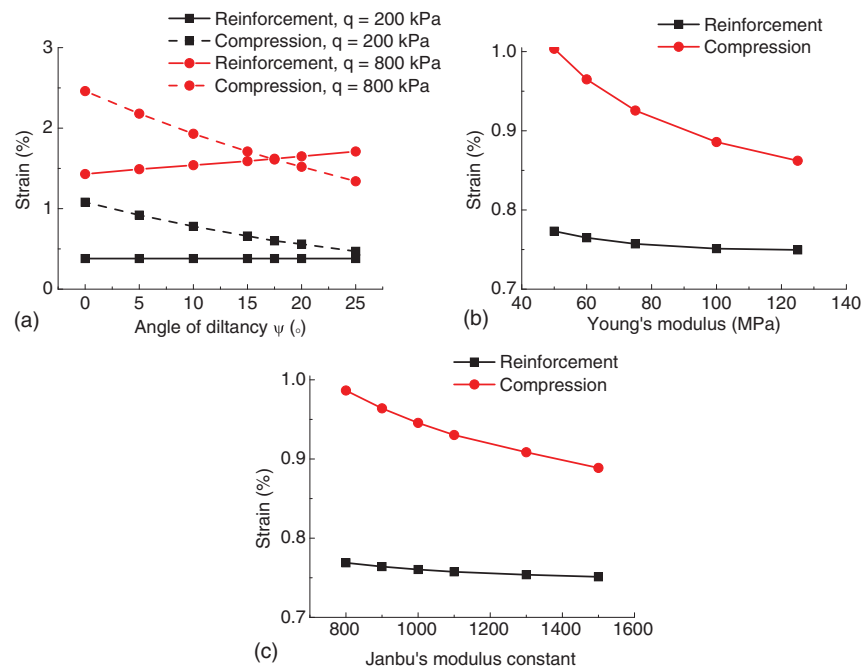 Reinforcement, q = 200 kPa
Compression, q = 200 kPa
Reinforcement, q = 800 kPa
Compression, q = 800 kPa
3
2
1
0
Strain (%)
0 5 10 15 20 25
Angle of diltancy ψ (°)
(a)
Reinforcement
Compression
1.0
0.9
0.8
0.7
Strain (%)
40 60 80 100 120 140
Young's modulus (MPa)
(b)
Reinforcement
Compression
1.0
0.9
0.8
0.7
Strain (%)
800 1000 1200 1400 1600
Janbu's modulus constant
(c)